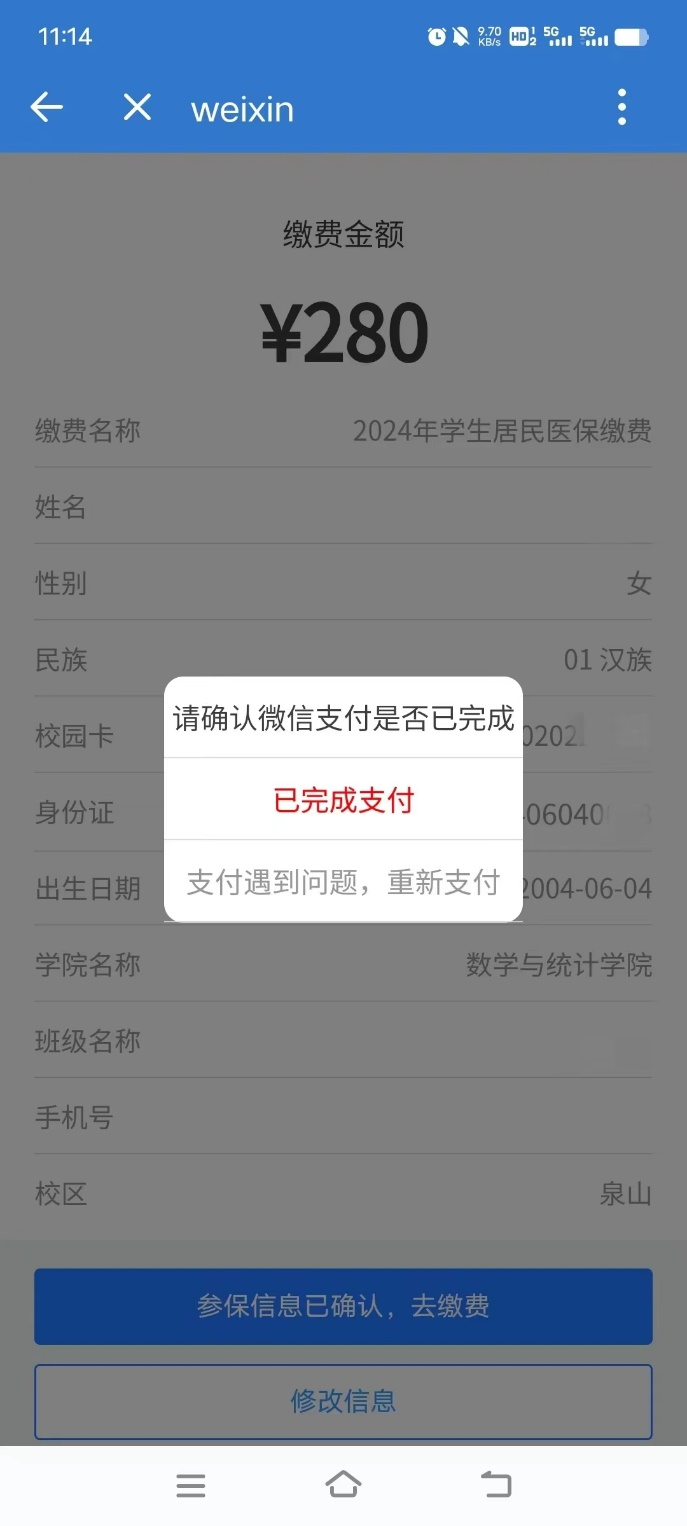 11:14
9.70 KB/s HD 1 2 5G 5G
weixin
缴费金额
¥280
缴费名称 2024年学生居民医保缴费
姓名
性别 女
民族 01 汉族
请确认微信支付是否已完成
校园卡 0202
已完成支付
身份证 06040
支付遇到问题，重新支付
出生日期 2004-06-04
学院名称 数学与统计学院
班级名称
手机号
校区 泉山
参保信息已确认，去缴费
修改信息